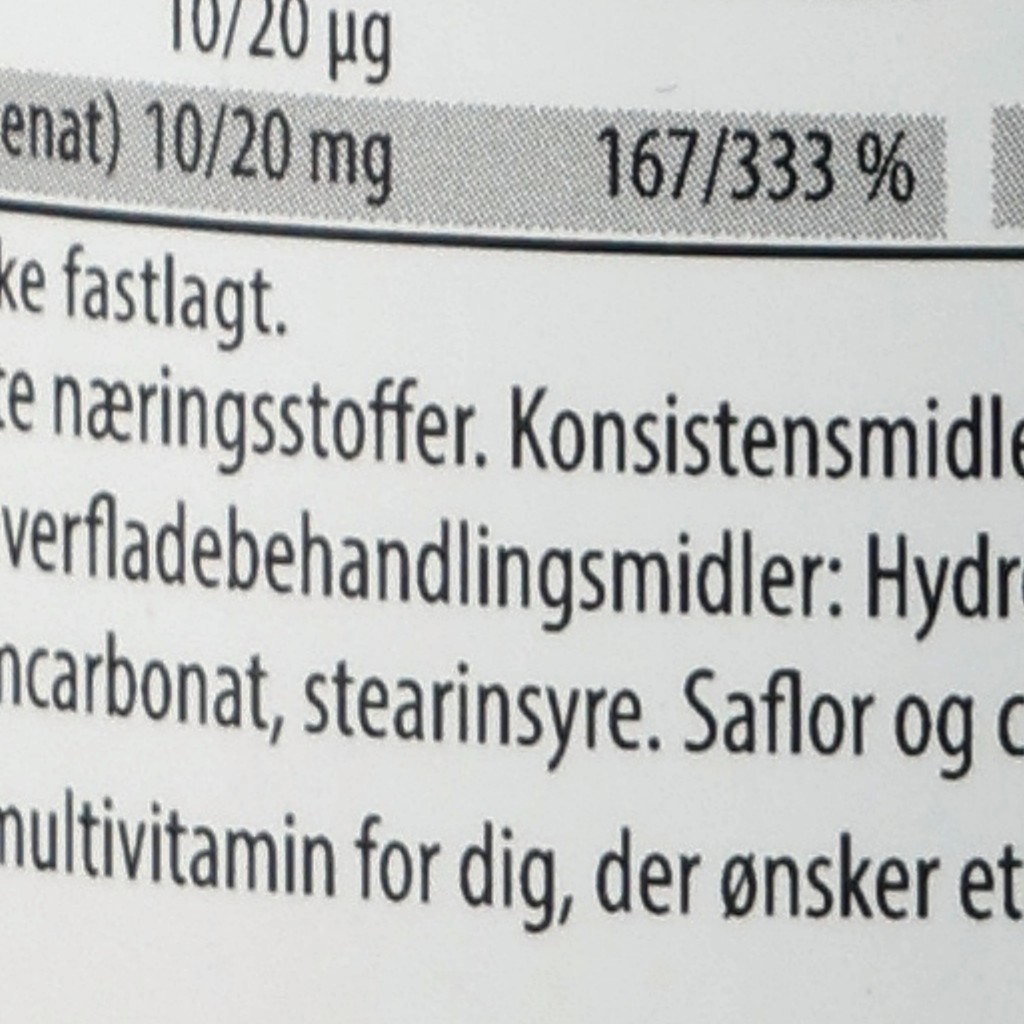 10/20 µg
enat) 10/20 mg 167/333 %
ke fastlagt.
te næringsstoffer. Konsistensmidle
verfladebehandlingsmidler: Hydr
ncarbonat, stearinsyre. Saflor og
multivitamin for dig, der ønsker et